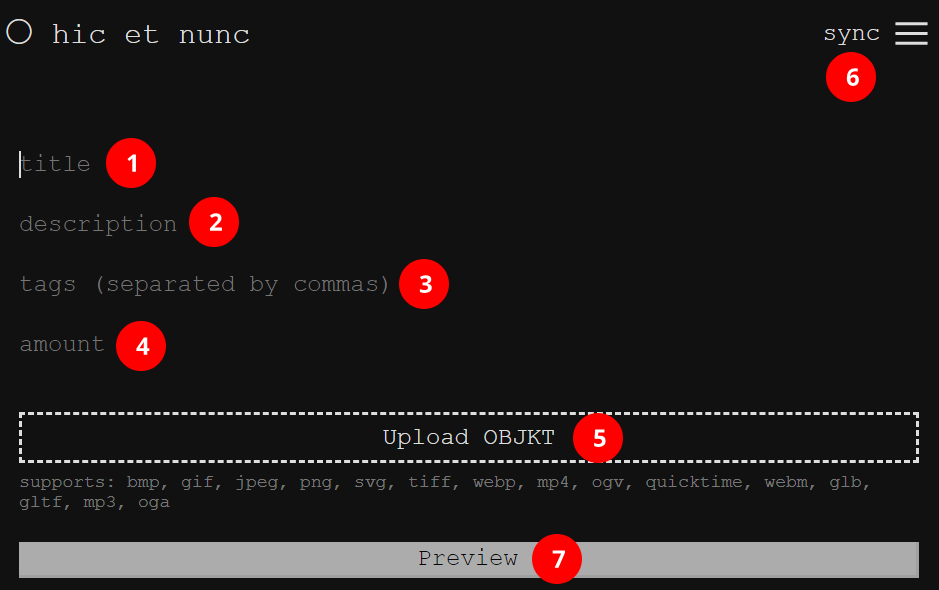 hic et nunc
sync
6
title 1
description 2
tags (separated by commas) 3
amount 4
Upload OBJKT 5
supports: bmp, gif, jpeg, png, svg, tiff, webp, mp4, ogv, quicktime, webm, glb,
gltf, mp3, oga
Preview 7